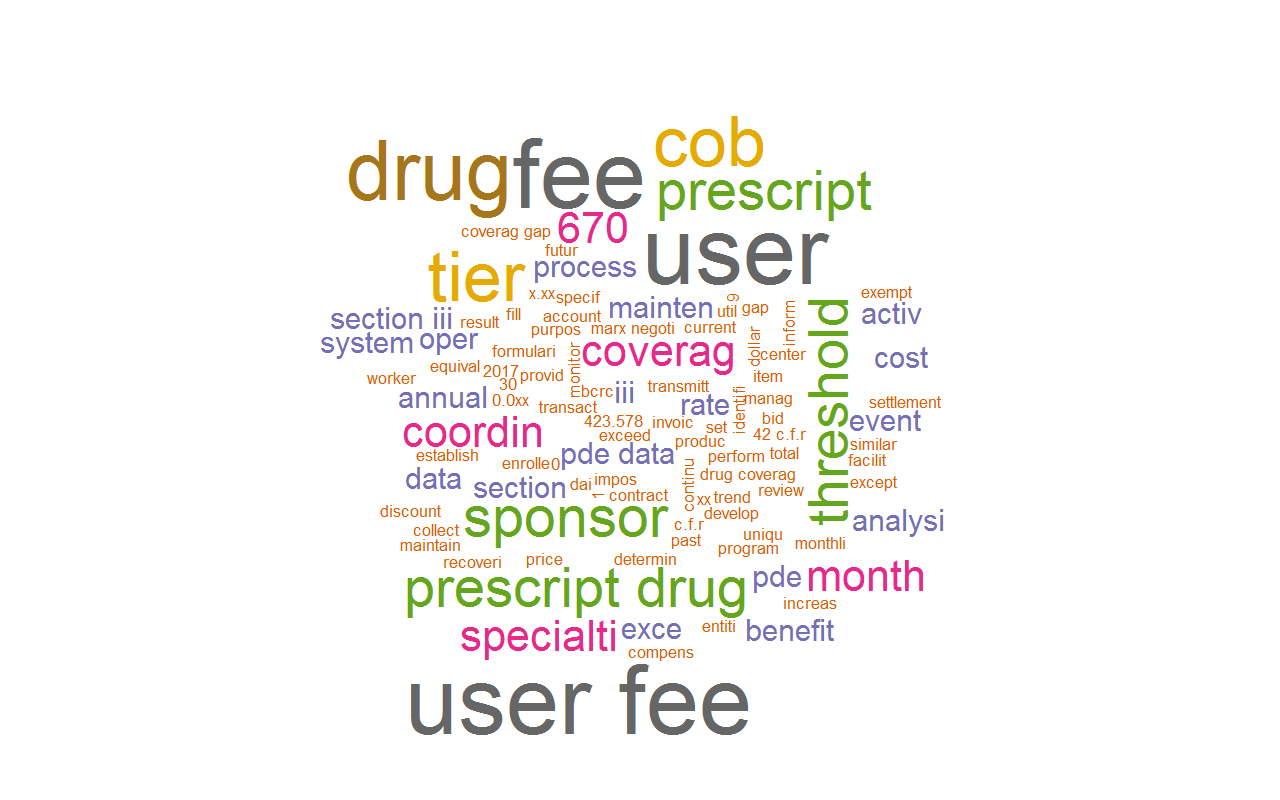 drug
fee
cob
prescript
670
coverag gap
user
futur
tier
process
x.xx
specif
mainten
util
9
gap
exempt
section iii
result
fill
account
inform
threshold
activ
system
oper
purpos
marx
negoti
current
dollar
formulari
coverag
center
cost
equival
2017
provid
monitor
worker
30
transmitt
item
annual
0.0xx
transact
bcrc
iii
rate
identifi
manag
settlement
423.578
invoic
set
bid
event
coordin
exceed
produc
42 c.f.r
similar
establish
enrolle
0
pde data
perform
total
facilit
data
section
dai
impos
continu
drug coverag
except
1
contract
xx
trend
review
discount
sponsor
c.f.r
develop
analysi
collect
past
uniqu
maintain
program
monthli
recoveri
price
determin
prescript drug
pde
month
increas
specialti
exce
entiti
benefit
compens
user fee